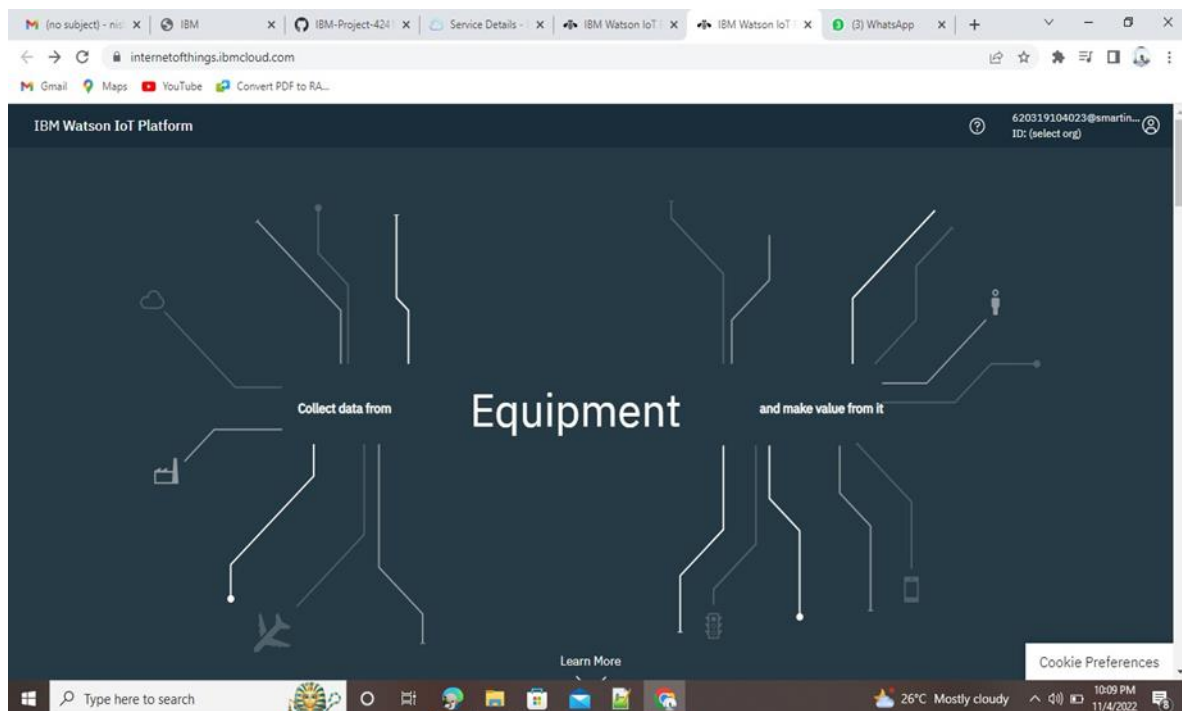 (no subject) - nis
IBM
IBM-Project-4241
Service Details -
IBM Watson IoT
IBM Watson IoT
(3) WhatsApp
internetofthings.ibmcloud.com
Gmail
Maps
YouTube
Convert PDF to RA...
IBM Watson IoT Platform
620319104023@smartin...
ID: (select org)
Collect data from
Equipment
and make value from it
Learn More
Cookie Preferences
Type here to search
26°C Mostly cloudy
10:09 PM
11/4/2022